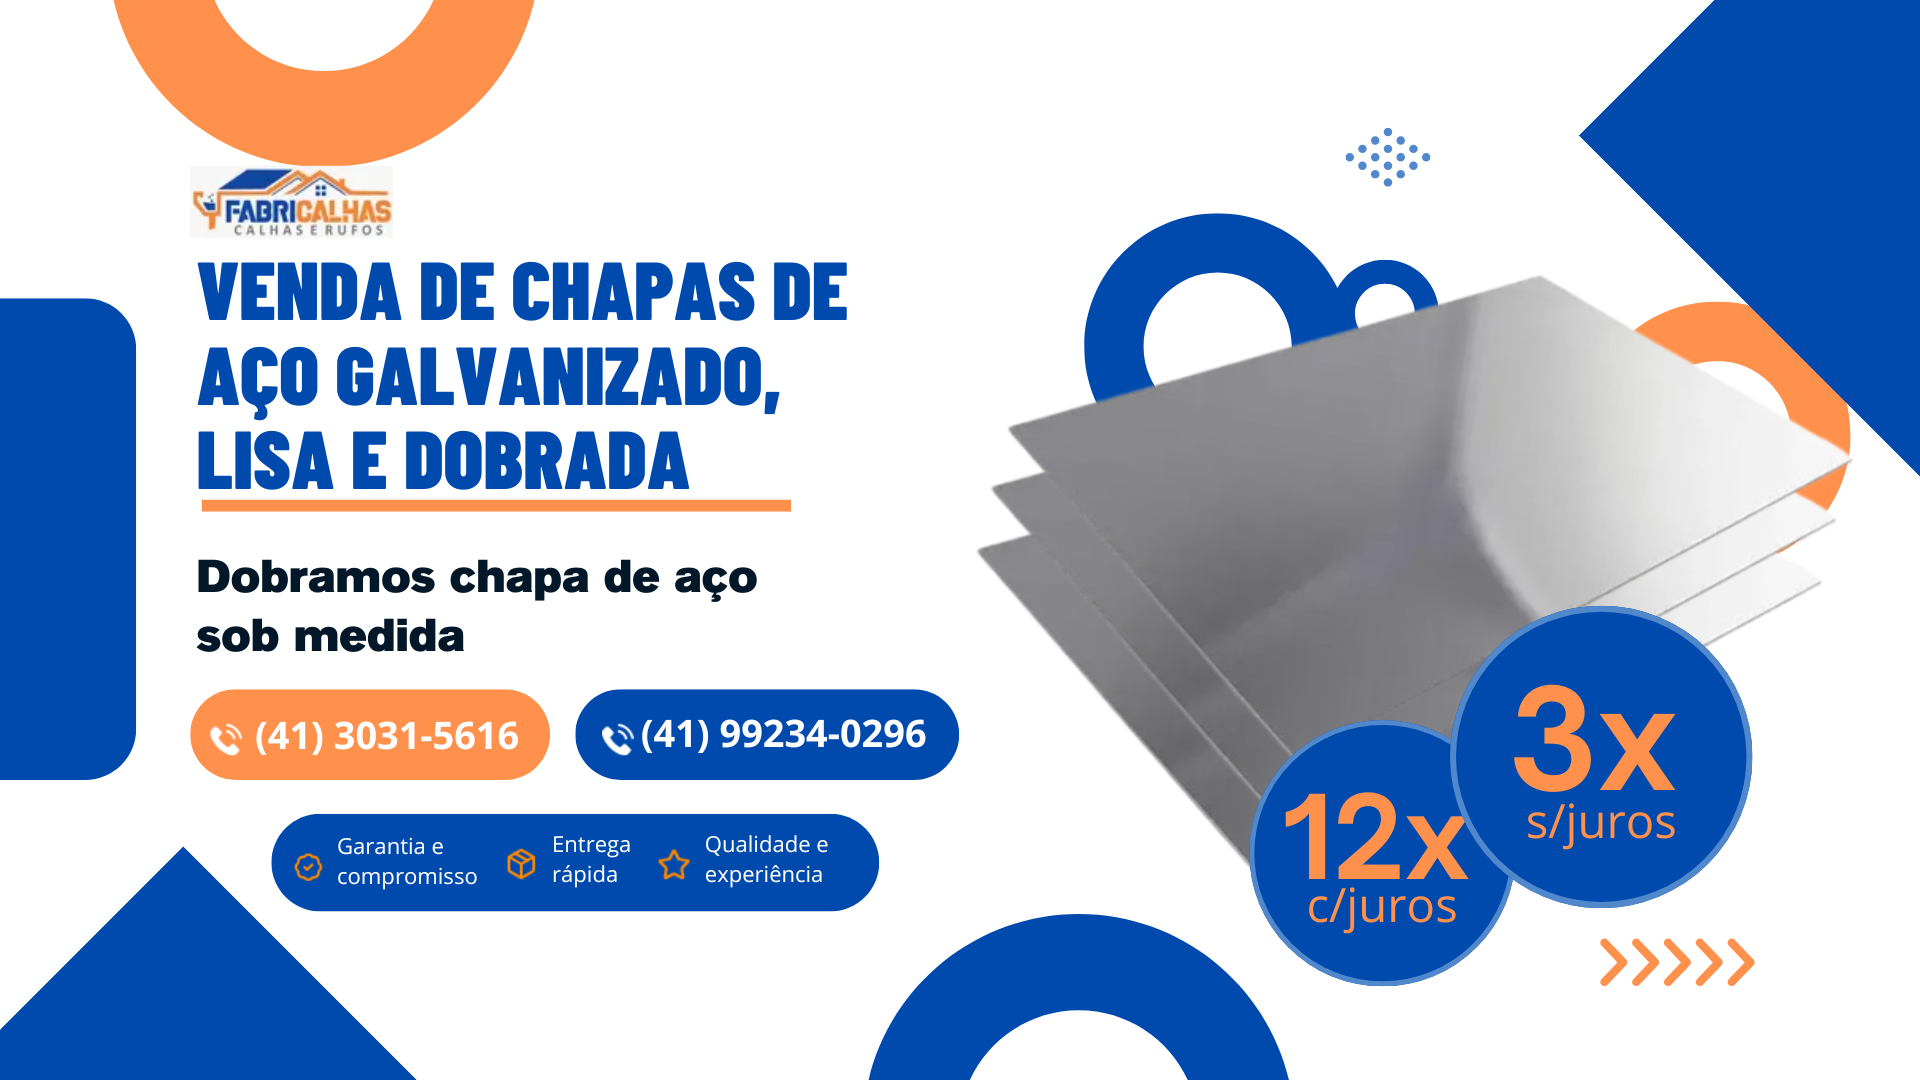 FABRICALHAS
CALHAS E RUFOS
VENDA DE CHAPAS DE
AÇO GALVANIZADO,
LISA E DOBRADA
Dobramos chapa de aço
sob medida
(41) 3031-5616
(41) 99234-0296
Garantia e
compromisso
Entrega
rápida
Qualidade e
experiência
3x
s/juros
12x
c/juros